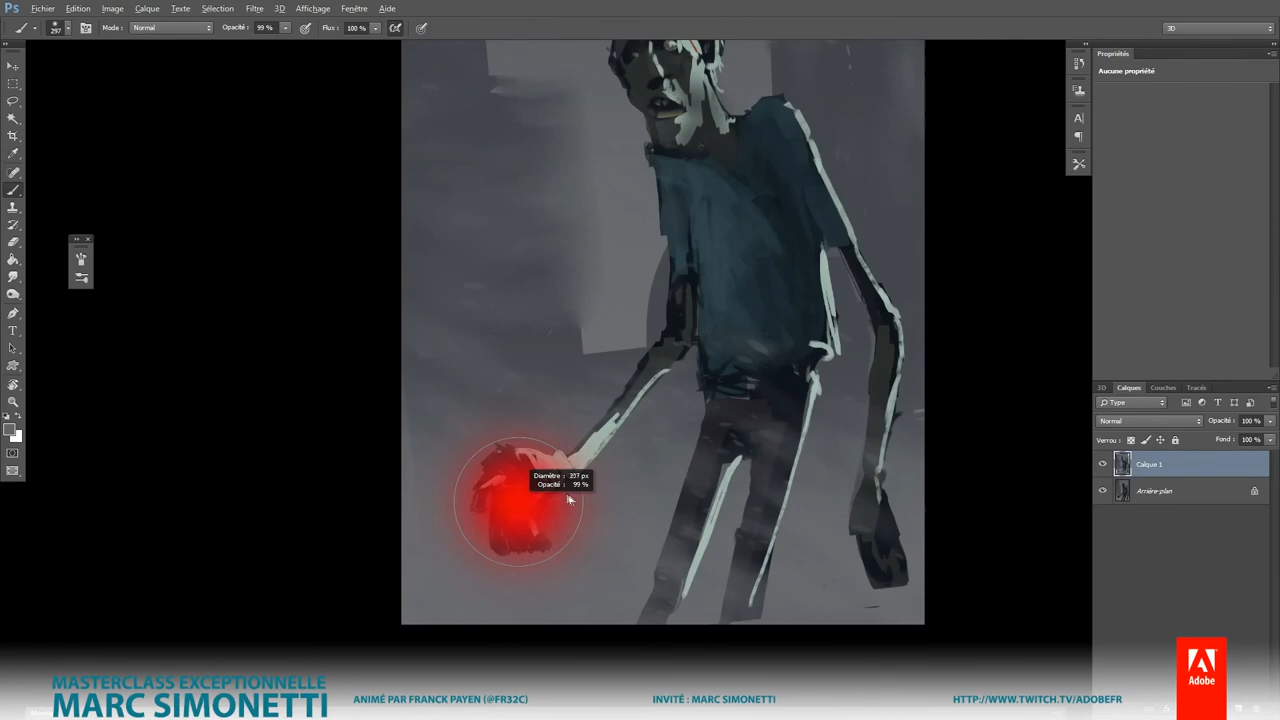 Ps Fichier Edition Image Calque Texte Sélection Filtre 3D Affichage Fenêtre Aide
297 Mode : Normal Opacité : 99 % Flux : 100 % 3D
Propriétés
Aucune propriété
Diamètre : 297 px
Opacité : 99 %
3D Calques Couches Tracés
Type
Normal Opacité : 100 %
Verrou : Fond : 100 %
Calque 1
Arrière-plan
MASTERCLASS EXCEPTIONNELLE
MARC SIMONETTI
ANIMÉ PAR FRANCK PAYEN (@FR32C)
INVITÉ : MARC SIMONETTI
HTTP://WWW.TWITCH.TV/ADOBEFR
Adobe